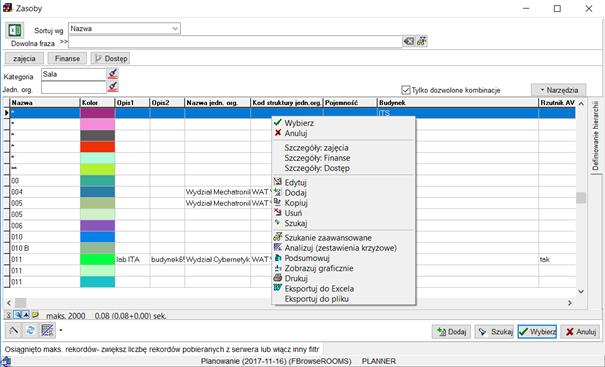 Zasoby
Sortuj wg Nazwa
Dowolna fraza >>
zajęcia Finanse Dostęp
Kategoria Sala
Jedn. org.
Tylko dozwolone kombinacje Narzędzia
Nazwa Kolor Opis1 Opis2 Nazwa jedn. org. Kod struktury jedn.org. Pojemność Budynek Rzutnik AV
Definiowanie hierarchii
* ITS
*
*
*
*
**
00
004 Wydział Mechatronil WAT
005 Wydział Mechatronil WAT
005
006
010
010 B
011 lab ITA budynek65 Wydział Cybernetyk WAT tak
011
011
Wybierz
Anuluj
Szczegóły: zajęcia
Szczegóły: Finanse
Szczegóły: Dostęp
Edytuj
Dodaj
Kopiuj
Usuń
Szukaj
Szukanie zaawansowane
Analizuj (zestawienia krzyżowe)
Podsumowuj
Zobrazuj graficznie
Drukuj
Eksportuj do Excela
Eksportuj do pliku
maks. 2000 0,08 (0,08+0,00) sek.
Dodaj Szukaj Wybierz Anuluj
Osiągnięto maks. rekordów- zwiększ liczbę rekordów pobieranych z serwera lub włącz inny filtr
Planowanie (2017-11-16) (FBrowseROOMS) PLANNER